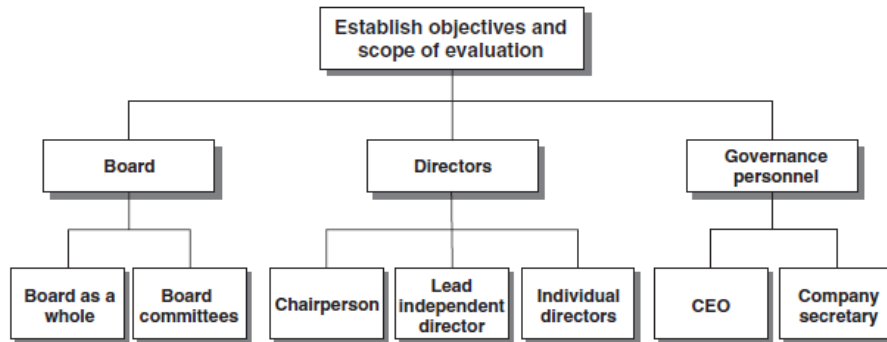 Establish objectives and
scope of evaluation
Board
Directors
Governance
personnel
Board as a
whole
Board
committees
Chairperson
Lead
independent
director
Individual
directors
CEO
Company
secretary